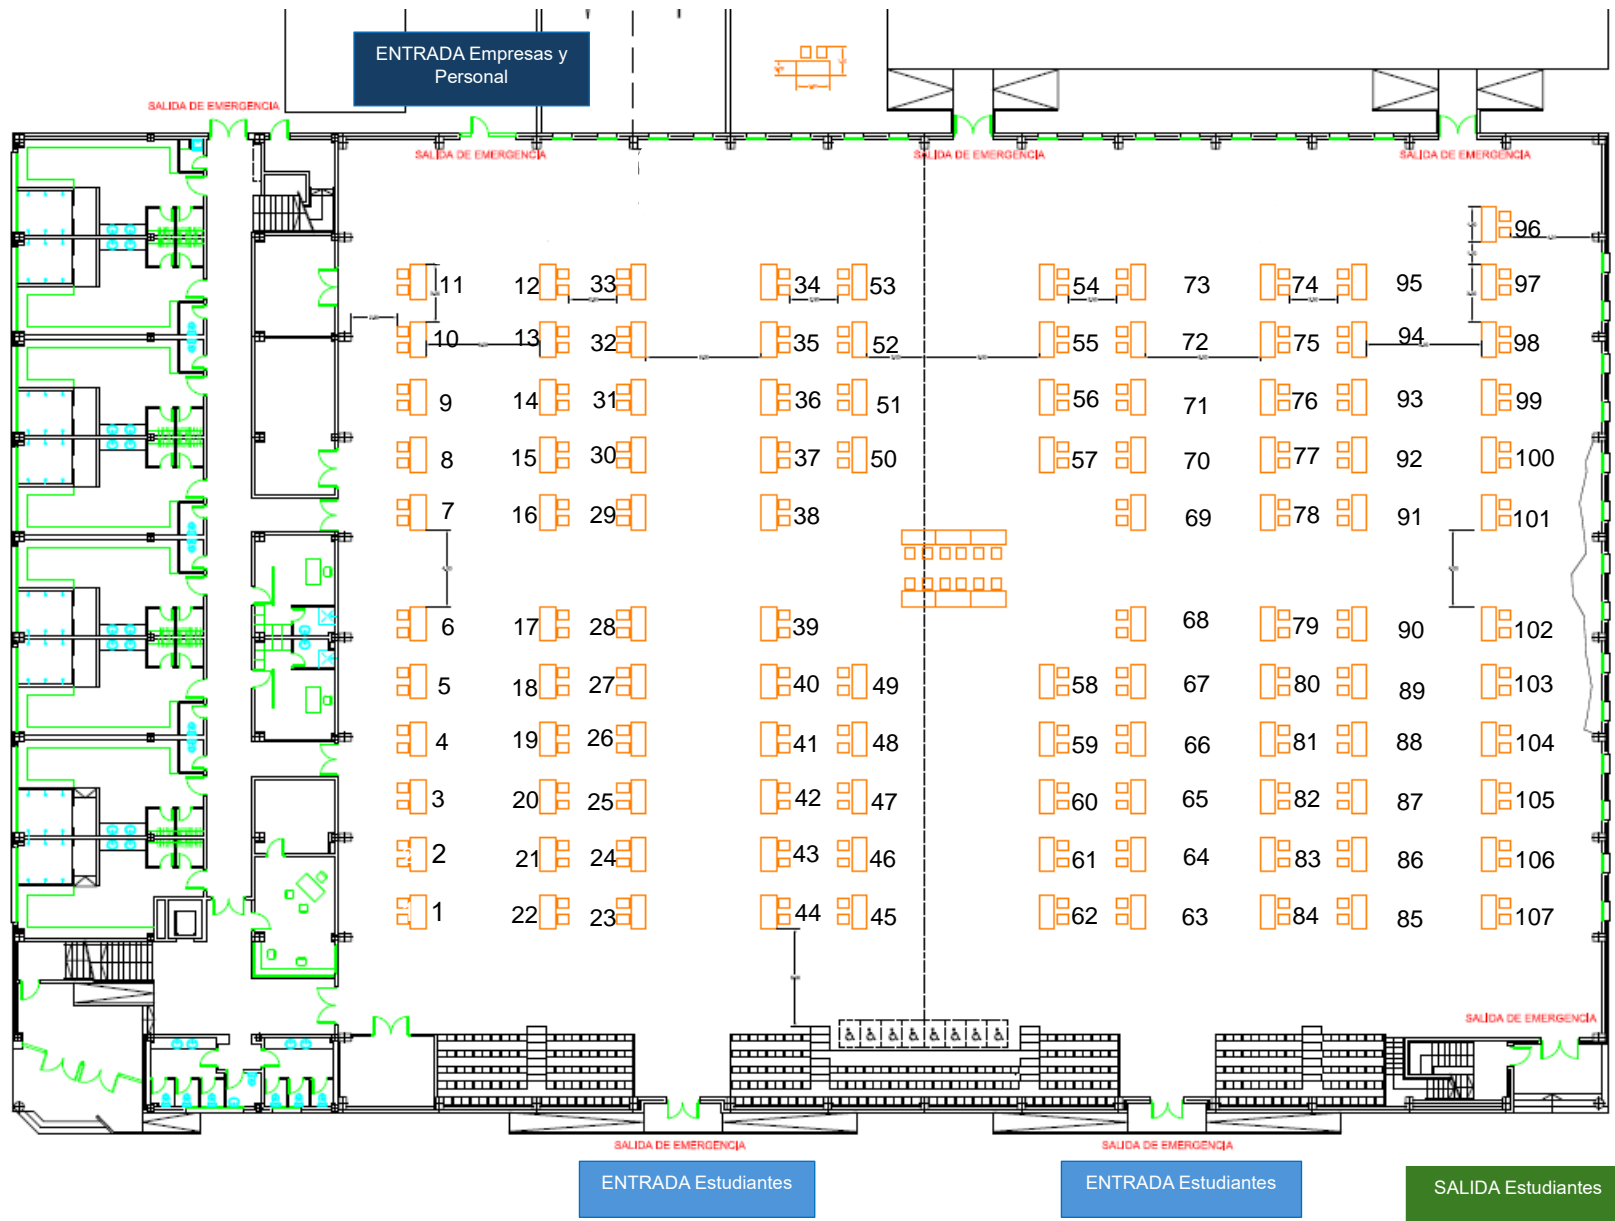 ENTRADA Empresas y
Personal
SALIDA DE EMERGENCIA
SALIDA DE EMERGENCIA
SALIDA DE EMERGENCIA
SALIDA DE EMERGENCIA
96
11 12 33 34 53 54 73 74 95 97
10 13 32 35 52 55 72 75 94 98
9 14 31 36 51 56 71 76 93 99
8 15 30 37 50 57 70 77 92 100
7 16 29 38 69 78 91 101
6 17 28 39 68 79 90 102
5 18 27 40 49 58 67 80 89 103
4 19 26 41 48 59 66 81 88 104
3 20 25 42 47 60 65 82 87 105
2 21 24 43 46 61 64 83 86 106
1 22 23 44 45 62 63 84 85 107
SALIDA DE EMERGENCIA
SALIDA DE EMERGENCIA
SALIDA DE EMERGENCIA
ENTRADA Estudiantes
ENTRADA Estudiantes
SALIDA Estudiantes